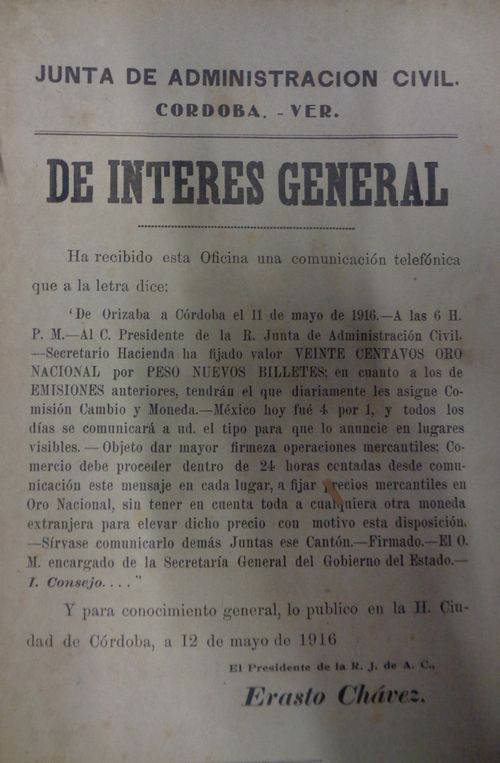 JUNTA DE ADMINISTRACION CIVIL.
CORDOBA. - VER.
DE INTERES GENERAL
Ha recibido esta Oficina una comunicación telefónica
que a la letra dice:
'De Orizaba a Córdoba el 11 de mayo de 1916.—A las 6 H.
P. M.—Al C. Presidente de la R. Junta de Administración Civil.
—Secretario Hacienda ha fijado valor VEINTE CENTAVOS ORO
NACIONAL por PESO NUEVOS BILLETES; en cuanto a los de
EMISIONES anteriores, tendrán el que diariamente les asigne Co-
misión Cambio y Moneda.—México hoy fué 4 por 1, y todos los
días se comunicará a ud. el tipo para que lo anuncie en lugares
visibles.—Objeto dar mayor firmeza operaciones mercantiles; Co-
mercio debe proceder dentro de 24 horas contadas desde comu-
nicación este mensaje en cada lugar, a fijar precios mercantiles en
Oro Nacional, sin tener en cuenta toda a cualquiera otra moneda
extranjera para elevar dicho precio con motivo esta disposición.
—Sírvase comunicarlo demás Juntas ese Cantón.—Firmado.—El O.
M. encargado de la Secretaría General del Gobierno del Estado.—
I. Consejo. . . ."
Y para conocimiento general, lo publico en la H. Ciu-
dad de Córdoba, a 12 de mayo de 1916
El Presidente de la R. J. de A. C.,
Erasto Chávez.